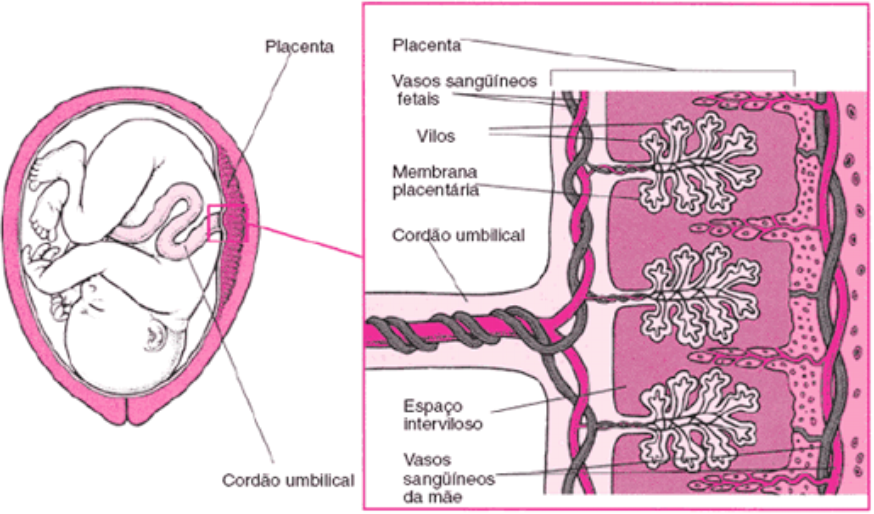 Placenta
Cordão umbilical
Placenta
Vasos sangüíneos
fetais
Vilos
Membrana
placentária
Cordão umbilical
Espaço
interviloso
Vasos
sangüíneos
da mãe